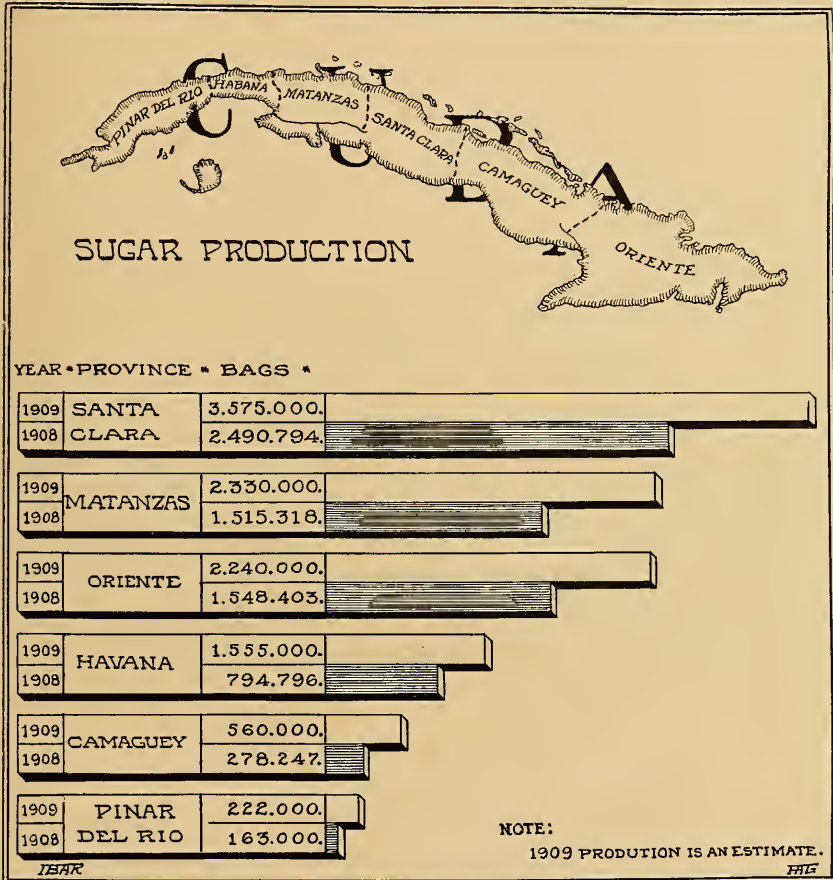 CUBA
PINAR DEL RIO
HABANA
MATANZAS
SANTA CLARA
CAMAGUEY
ORIENTE
SUGAR PRODUCTION
YEAR * PROVINCE * BAGS *
1909 SANTA 3.575.000.
1908 CLARA 2.490.794.
1909 MATANZAS 2.330.000.
1908 1.515.318.
1909 ORIENTE 2.240.000.
1908 1.548.403.
1909 HAVANA 1.555.000.
1908 794.796.
1909 CAMAGUEY 560.000.
1908 278.247.
1909 PINAR 222.000.
1908 DEL RIO 163.000.
NOTE:
1909 PRODUTION IS AN ESTIMATE.
IBAR